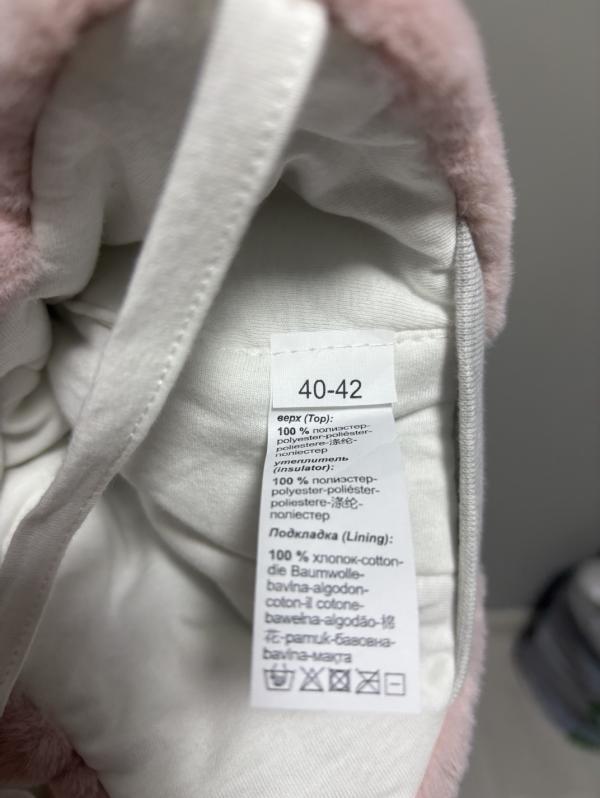 40-42
верх (Top):
100 % полиэстер-
polyester-poliéster-
poliestere-涤纶-
поліестер
утеплитель
(insulator):
100 % полиэстер-
polyester-poliéster-
poliestere-涤纶-
поліестер
Подкладка (Lining):
100 % хлопок-cotton-
die Baumwolle-
bavlna-algodon-
coton-il cotone-
bawełna-algodão-棉
花-pamuk-бавовна-
bavlna-мақта